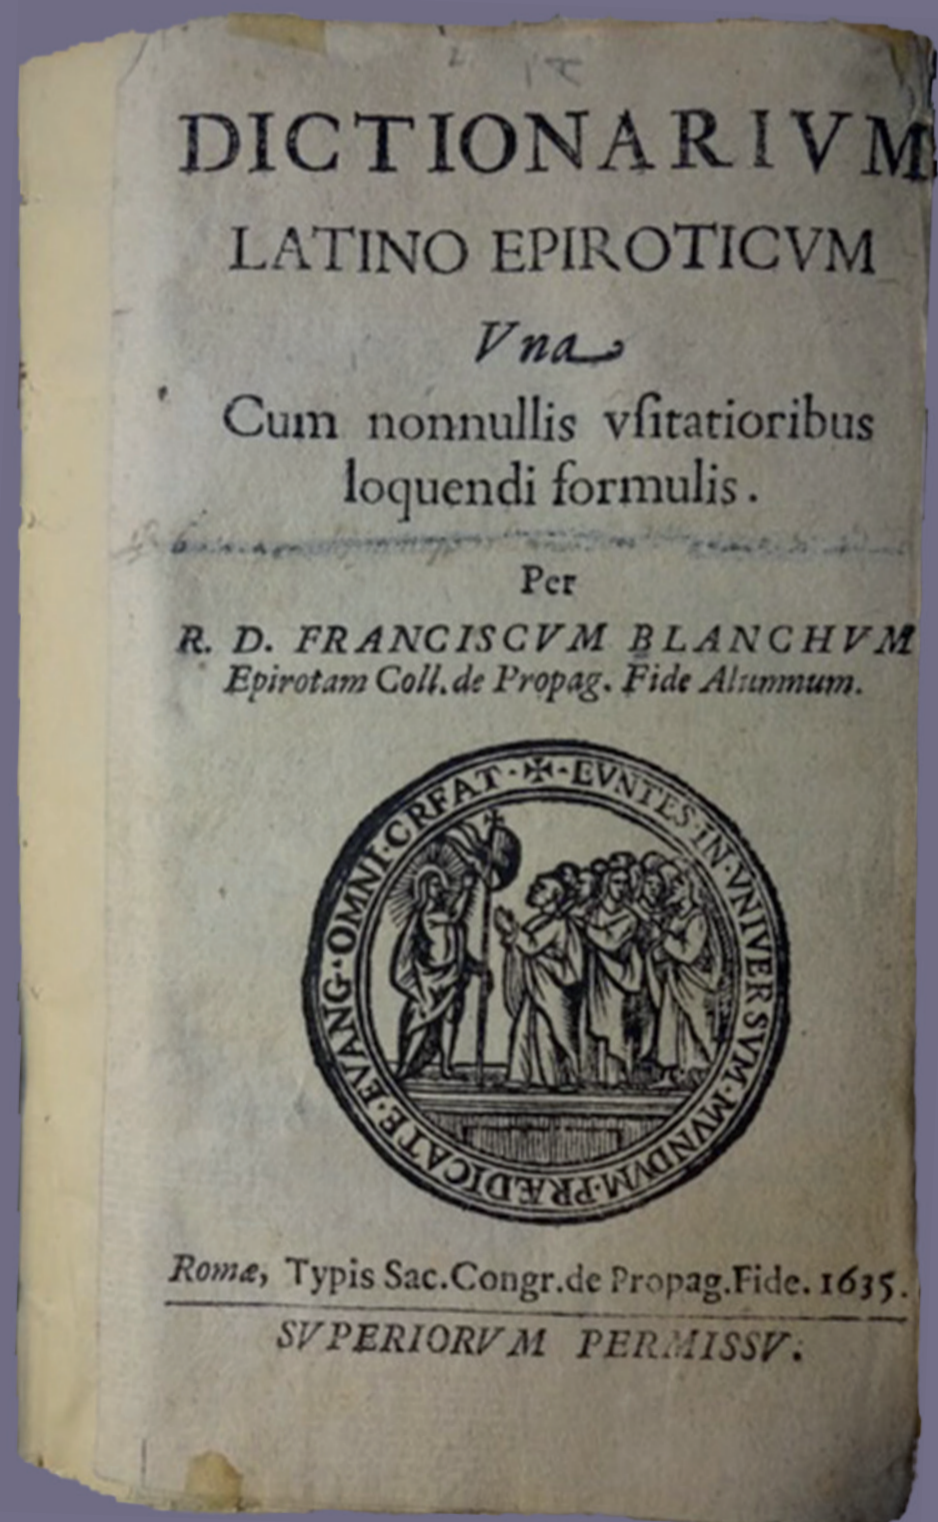 DICTIONARIVM
LATINO EPIROTICVM
Vna
Cum nonnullis vſitatioribus
loquendi formulis.
Per
R. D. FRANCISCVM BLANCHVM
Epirotam Coll. de Propag. Fide Alumnum.
✠ EVNTES · IN · VNIVERSVM · MVNDVM · PRÆDICATE · EVANG · OMNI · CREAT ·
Romæ, Typis Sac. Congr. de Propag. Fide. 1635.
SVPERIORVM PERMISSV.